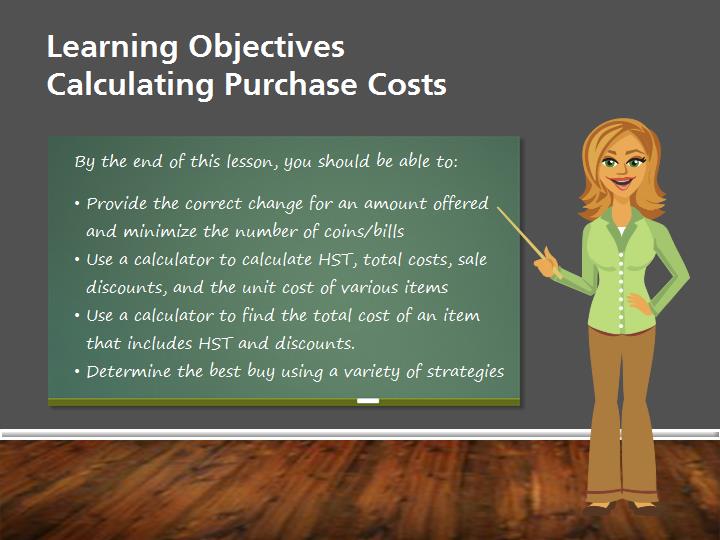 Learning Objectives
Calculating Purchase Costs
By the end of this lesson, you should be able to:
• Provide the correct change for an amount offered
and minimize the number of coins/bills
• Use a calculator to calculate HST, total costs, sale
discounts, and the unit cost of various items
• Use a calculator to find the total cost of an item
that includes HST and discounts.
• Determine the best buy using a variety of strategies